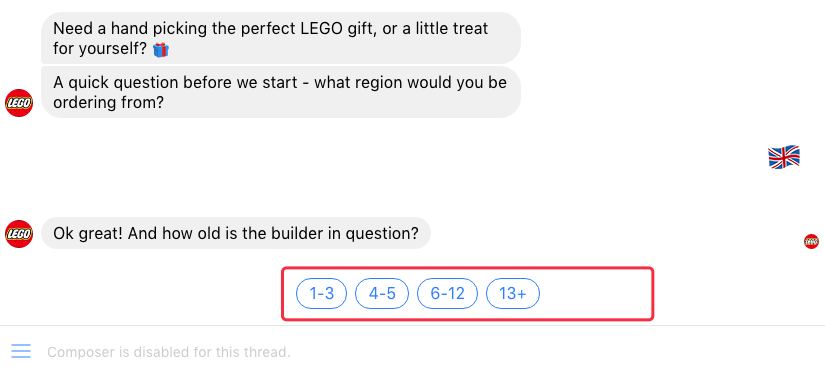 Need a hand picking the perfect LEGO gift, or a little treat
for yourself? 🎁
A quick question before we start - what region would you be
ordering from?
LEGO
🇬🇧
LEGO
Ok great! And how old is the builder in question?
LEGO
1-3
4-5
6-12
13+
Composer is disabled for this thread.